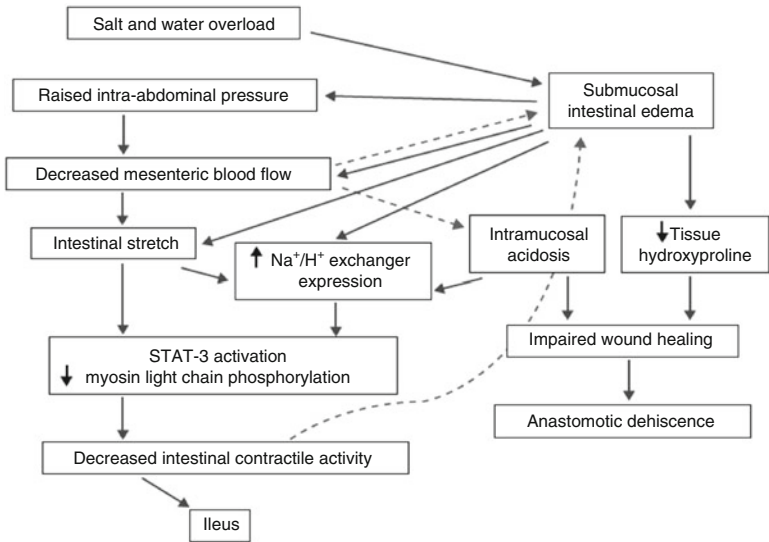 Salt and water overload
Raised intra-abdominal pressure
Submucosal
intestinal edema
Decreased mesenteric blood flow
Intestinal stretch
↑ Na⁺/H⁺ exchanger
expression
Intramucosal
acidosis
↓ Tissue
hydroxyproline
STAT-3 activation
↓ myosin light chain phosphorylation
Impaired wound healing
Anastomotic dehiscence
Decreased intestinal contractile activity
Ileus